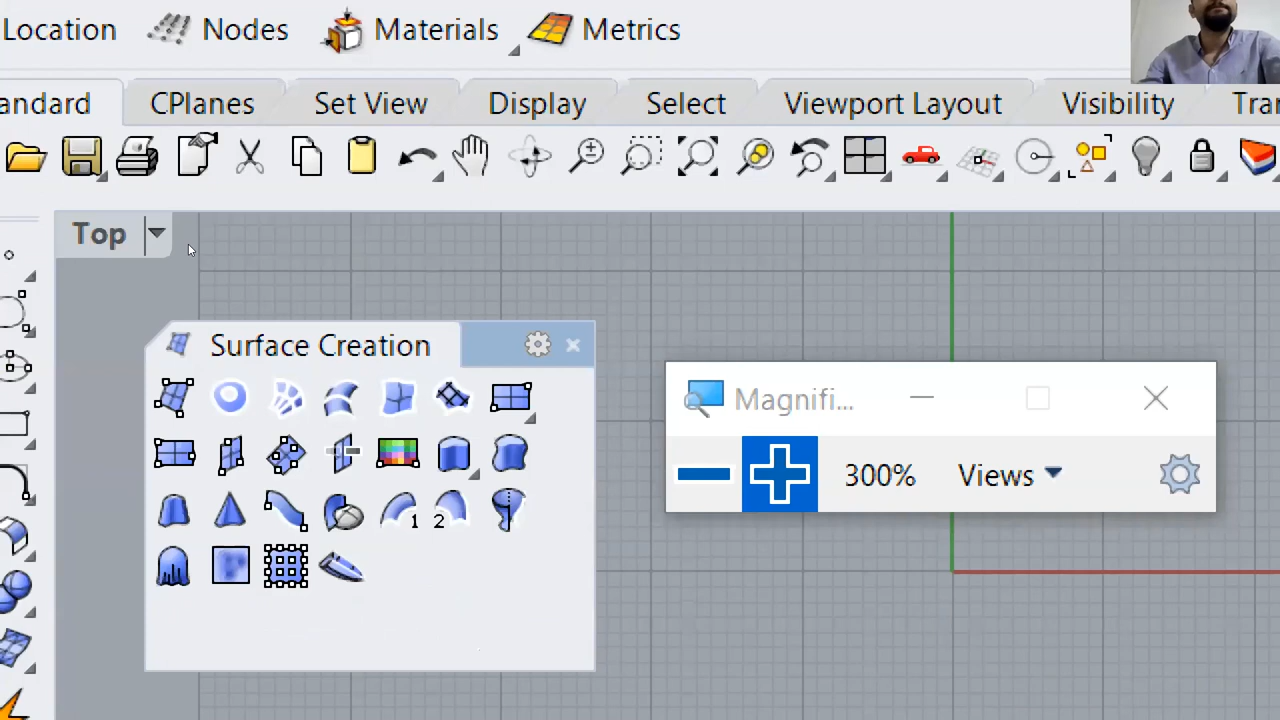 Location Nodes Materials Metrics
andard CPlanes Set View Display Select Viewport Layout Visibility Tran
Top
Surface Creation
Magnifi...
300% Views
1 2